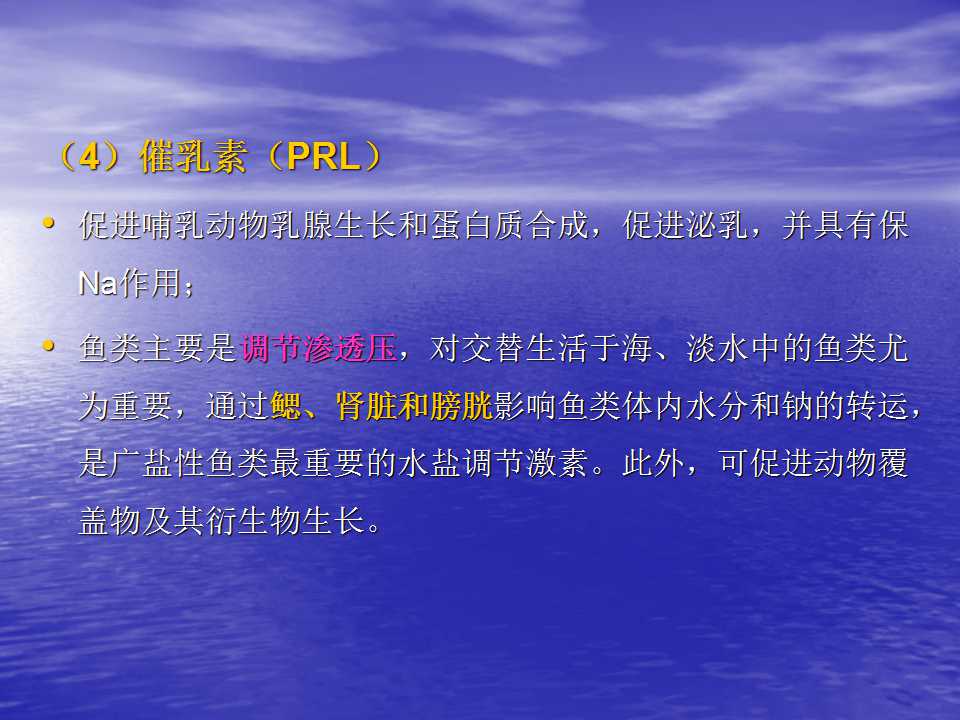 （4）催乳素（PRL）
• 促进哺乳动物乳腺生长和蛋白质合成，促进泌乳，并具有保
Na作用；
• 鱼类主要是调节渗透压，对交替生活于海、淡水中的鱼类尤
为重要，通过鳃、肾脏和膀胱影响鱼类体内水分和钠的转运，
是广盐性鱼类最重要的水盐调节激素。此外，可促进动物覆
盖物及其衍生物生长。